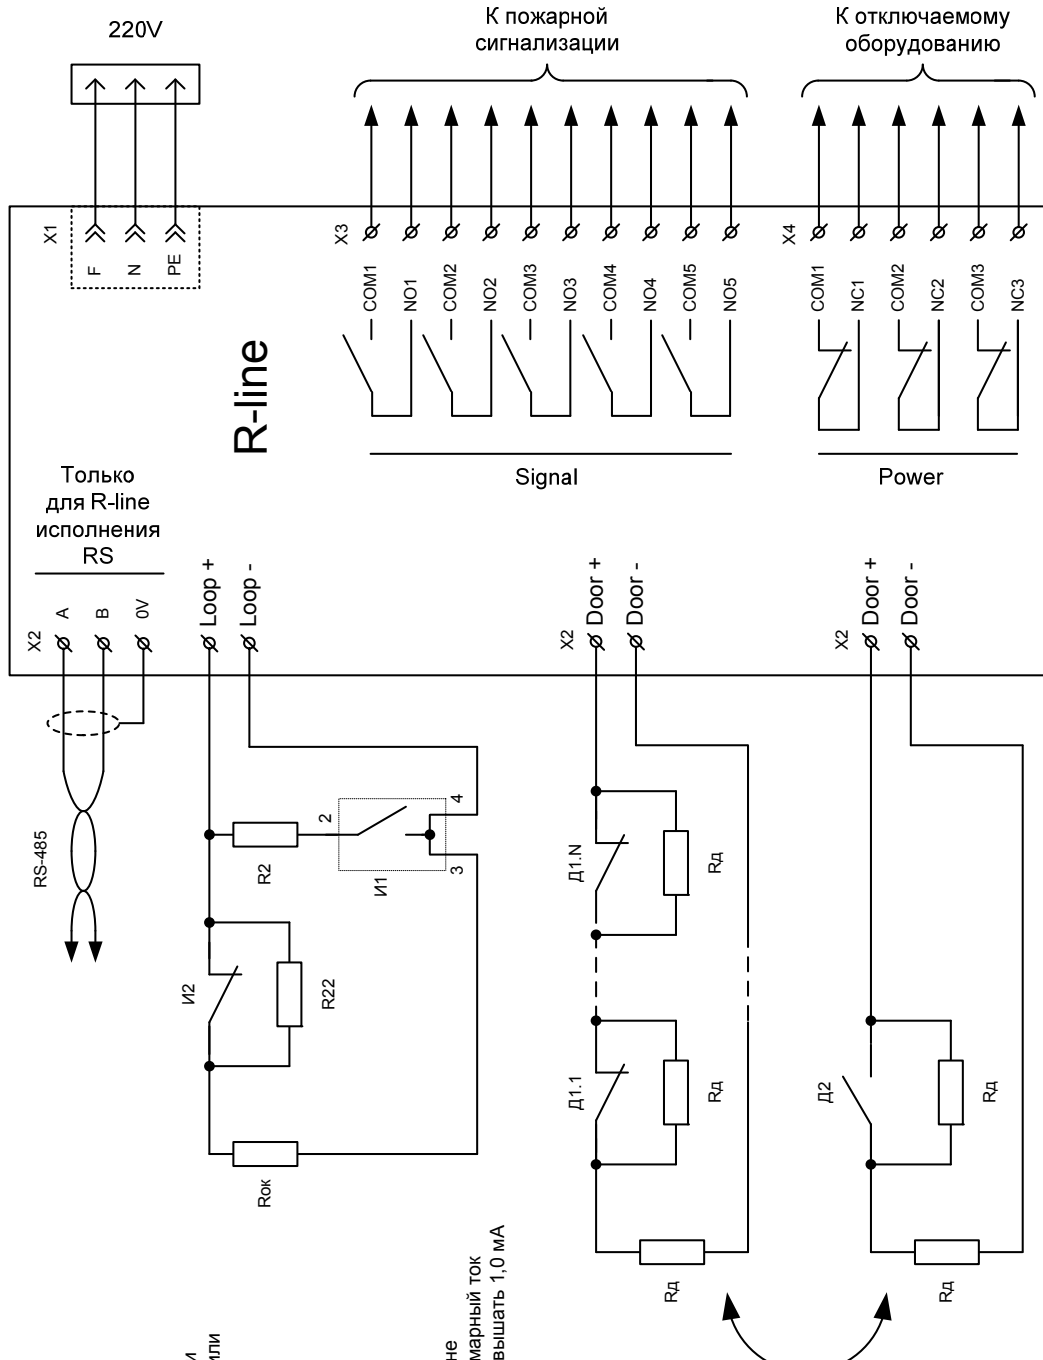 220V
К пожарной
сигнализации
К отключаемому
оборудованию
X1
F
N
PE
X3
COM1
NO1
COM2
NO2
COM3
NO3
COM4
NO4
COM5
NO5
X4
COM1
NC1
COM2
NC2
COM3
NC3
R-line
Signal
Power
Только
для R-line
исполнения
RS
X2
A
B
0V
Loop +
Loop -
X2
Door +
Door -
X2
Door +
Door -
RS-485
R2
2
И1
4
3
И2
R22
Rок
Д1.N
Rд
Д1.1
Rд
Rд
Д2
Rд
Rд
и
или
не
марный ток
вышать 1,0 мА